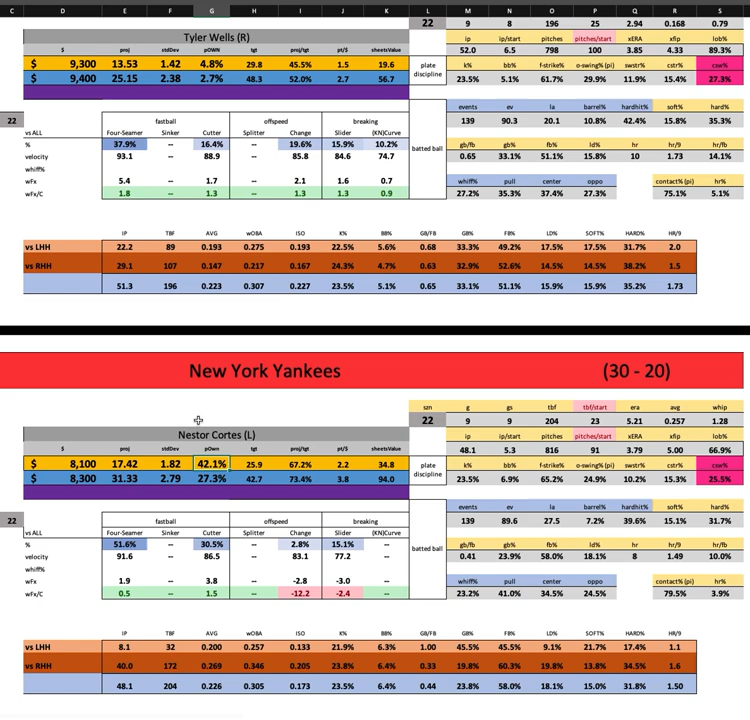 C D E F G H I J K L M N O P Q R S
22 9 8 196 25 2.94 0.168 0.79
Tyler Wells (R)
ip ip/start pitches pitches/start xERA xfip lob%
$ proj stdDev pOWN tgt proj/tgt pt/$ sheetsValue
52.0 6.5 798 100 3.85 4.33 89.3%
$ 9,300 13.53 1.42 4.8% 29.8 45.5% 1.5 19.6
plate discipline
k% bb% f-strike% o-swing% (pi) swstr% cstr% csw%
$ 9,400 25.15 2.38 2.7% 48.3 52.0% 2.7 56.7
23.5% 5.1% 61.7% 29.9% 11.9% 15.4% 27.3%
events ev la barrel% hardhit% soft% hard%
22 fastball offspeed breaking
139 90.3 20.1 10.8% 42.4% 15.8% 35.3%
vs ALL Four-Seamer Sinker Cutter Splitter Change Slider (KN)Curve
% 37.9% -- 16.4% -- 19.6% 15.9% 10.2%
batted ball
gb/fb gb% fb% ld% hr hr/9 hr/fb
velocity 93.1 -- 88.9 -- 85.8 84.6 74.7
0.65 33.1% 51.1% 15.8% 10 1.73 14.1%
whiff%
wFx 5.4 -- 1.7 -- 2.1 1.6 0.7
whiff% pull center oppo contact% (pi) hr%
wFx/C 1.8 -- 1.3 -- 1.3 1.3 0.9
27.2% 35.3% 37.4% 27.3% 75.1% 5.1%
IP TBF AVG wOBA ISO K% BB% GB/FB GB% FB% LD% SOFT% HARD% HR/9
vs LHH 22.2 89 0.193 0.275 0.193 22.5% 5.6% 0.68 33.3% 49.2% 17.5% 17.5% 31.7% 2.0
vs RHH 29.1 107 0.147 0.217 0.167 24.3% 4.7% 0.63 32.9% 52.6% 14.5% 14.5% 38.2% 1.5
51.3 196 0.223 0.307 0.227 23.5% 5.1% 0.65 33.1% 51.1% 15.9% 15.9% 35.2% 1.73
New York Yankees (30 - 20)
szn g gs tbf tbf/start era avg whip
22 9 9 204 23 5.21 0.257 1.28
Nestor Cortes (L)
ip ip/start pitches pitches/start xERA xfip lob%
$ proj stdDev pOwn tgt proj/tgt pt/$ sheetsValue
48.1 5.3 816 91 3.79 5.00 66.9%
$ 8,100 17.42 1.82 42.1% 25.9 67.2% 2.2 34.8
plate discipline
k% bb% f-strike% o-swing% (pi) swstr% cstr% csw%
$ 8,300 31.33 2.79 27.3% 42.7 73.4% 3.8 94.0
23.5% 6.9% 65.2% 24.9% 10.2% 15.3% 25.5%
events ev la barrel% hardhit% soft% hard%
22 fastball offspeed breaking
139 89.6 27.5 7.2% 39.6% 15.1% 31.7%
vs ALL Four-Seamer Sinker Cutter Splitter Change Slider (KN)Curve
% 51.6% -- 30.5% -- 2.8% 15.1% --
batted ball
gb/fb gb% fb% ld% hr hr/9 hr/fb
velocity 91.6 -- 86.5 -- 83.1 77.2 --
0.41 23.9% 58.0% 18.1% 8 1.49 10.0%
whiff%
wFx 1.9 -- 3.8 -- -2.8 -3.0 --
whiff% pull center oppo contact% (pi) hr%
wFx/C 0.5 -- 1.5 -- -12.2 -2.4 --
23.2% 41.0% 34.5% 24.5% 79.5% 3.9%
IP TBF AVG wOBA ISO K% BB% GB/FB GB% FB% LD% SOFT% HARD% HR/9
vs LHH 8.1 32 0.200 0.257 0.133 21.9% 6.3% 1.00 45.5% 45.5% 9.1% 21.7% 17.4% 1.1
vs RHH 40.0 172 0.269 0.346 0.205 23.8% 6.4% 0.33 19.8% 60.3% 19.8% 13.8% 34.5% 1.6
48.1 204 0.226 0.305 0.173 23.5% 6.4% 0.44 23.8% 58.0% 18.1% 15.0% 31.8% 1.50